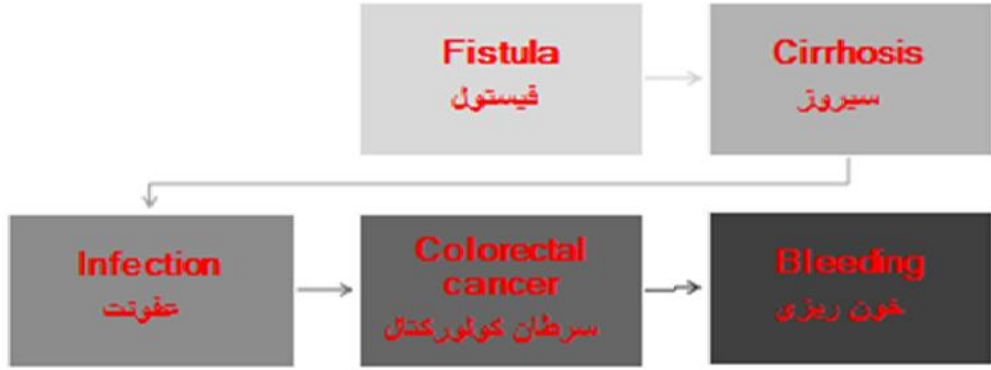 Fistula
فیستول
Cirrhosis
سیروز
Infection
عفونت
Colorectal
cancer
سرطان کولورکتال
Bleeding
خون ریزی